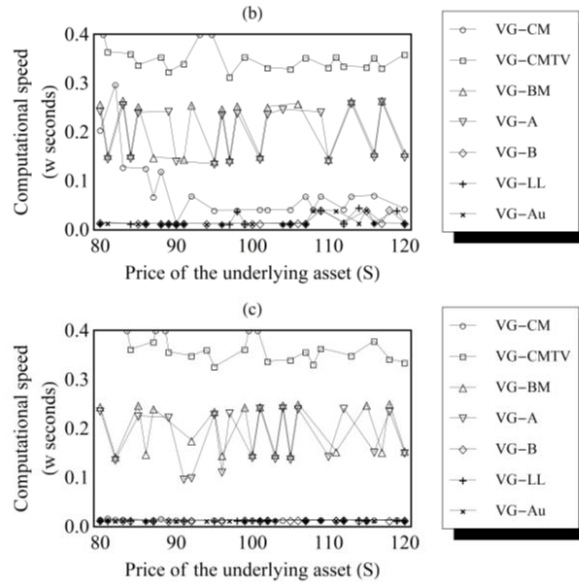 (b)
Computational speed
(w seconds)
0.4
0.3
0.2
0.1
0.0
80
90
100
110
120
Price of the underlying asset (S)
VG−CM
VG−CMTV
VG−BM
VG−A
VG−B
VG−LL
VG−Au
(c)
Computational speed
(w seconds)
0.4
0.3
0.2
0.1
0.0
80
90
100
110
120
Price of the underlying asset (S)
VG−CM
VG−CMTV
VG−BM
VG−A
VG−B
VG−LL
VG−Au